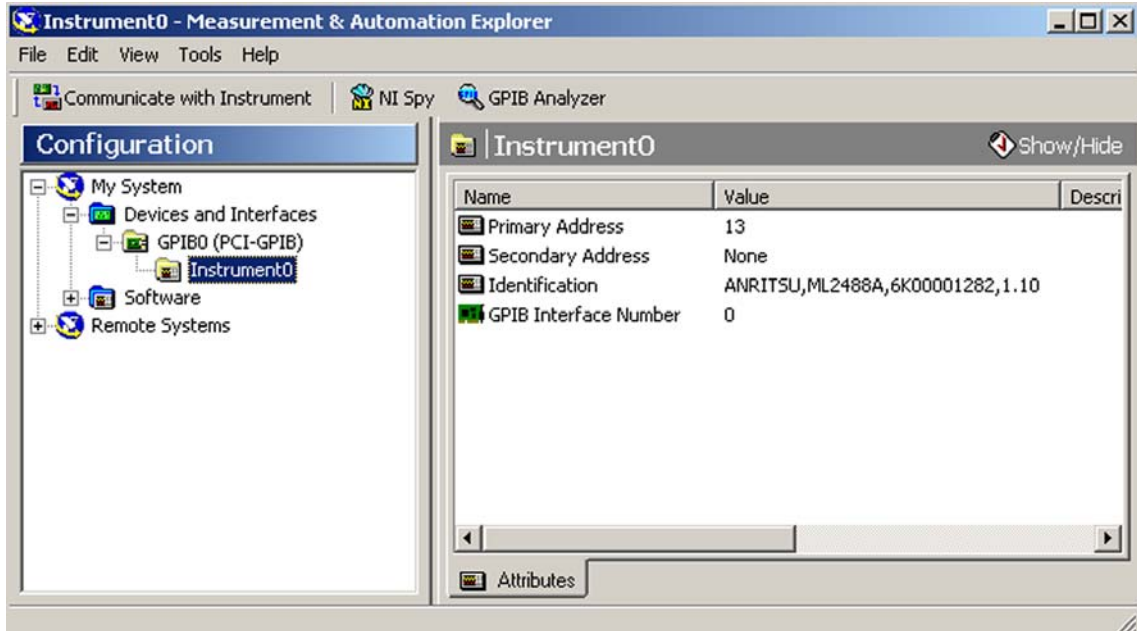 Instrument0 - Measurement & Automation Explorer
File Edit View Tools Help
Communicate with Instrument NI Spy GPIB Analyzer
Configuration
My System
Devices and Interfaces
GPIB0 (PCI-GPIB)
Instrument0
Software
Remote Systems
Instrument0 Show/Hide
Name Value Descri
Primary Address 13
Secondary Address None
Identification ANRITSU,ML2488A,6K00001282,1.10
GPIB Interface Number 0
Attributes